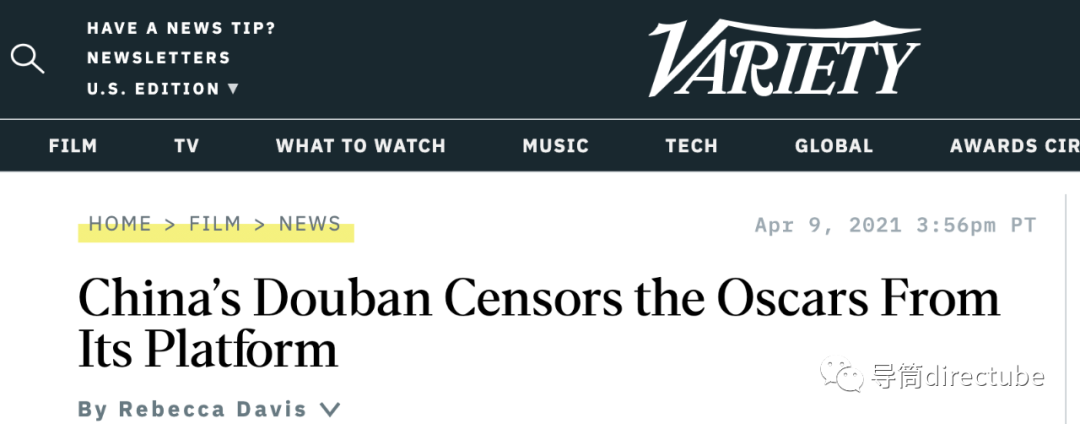 HAVE A NEWS TIP?
NEWSLETTERS
U.S. EDITION ▼
VARIETY
FILM TV WHAT TO WATCH MUSIC TECH GLOBAL AWARDS CIR
HOME > FILM > NEWS
Apr 9, 2021 3:56pm PT
China’s Douban Censors the Oscars From
Its Platform
导筒directube
By Rebecca Davis